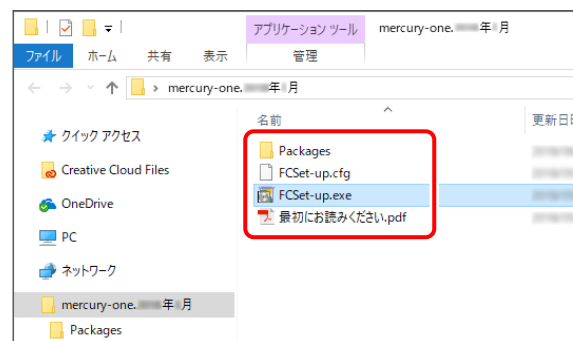 アプリケーション ツール
mercury-one. 年 月
ファイル ホーム 共有 表示 管理
mercury-one. 年 月
名前 更新日
クイック アクセス
Packages
FCSet-up.cfg
Creative Cloud Files
FCSet-up.exe
OneDrive
最初にお読みください.pdf
PC
ネットワーク
mercury-one. 年 月
Packages